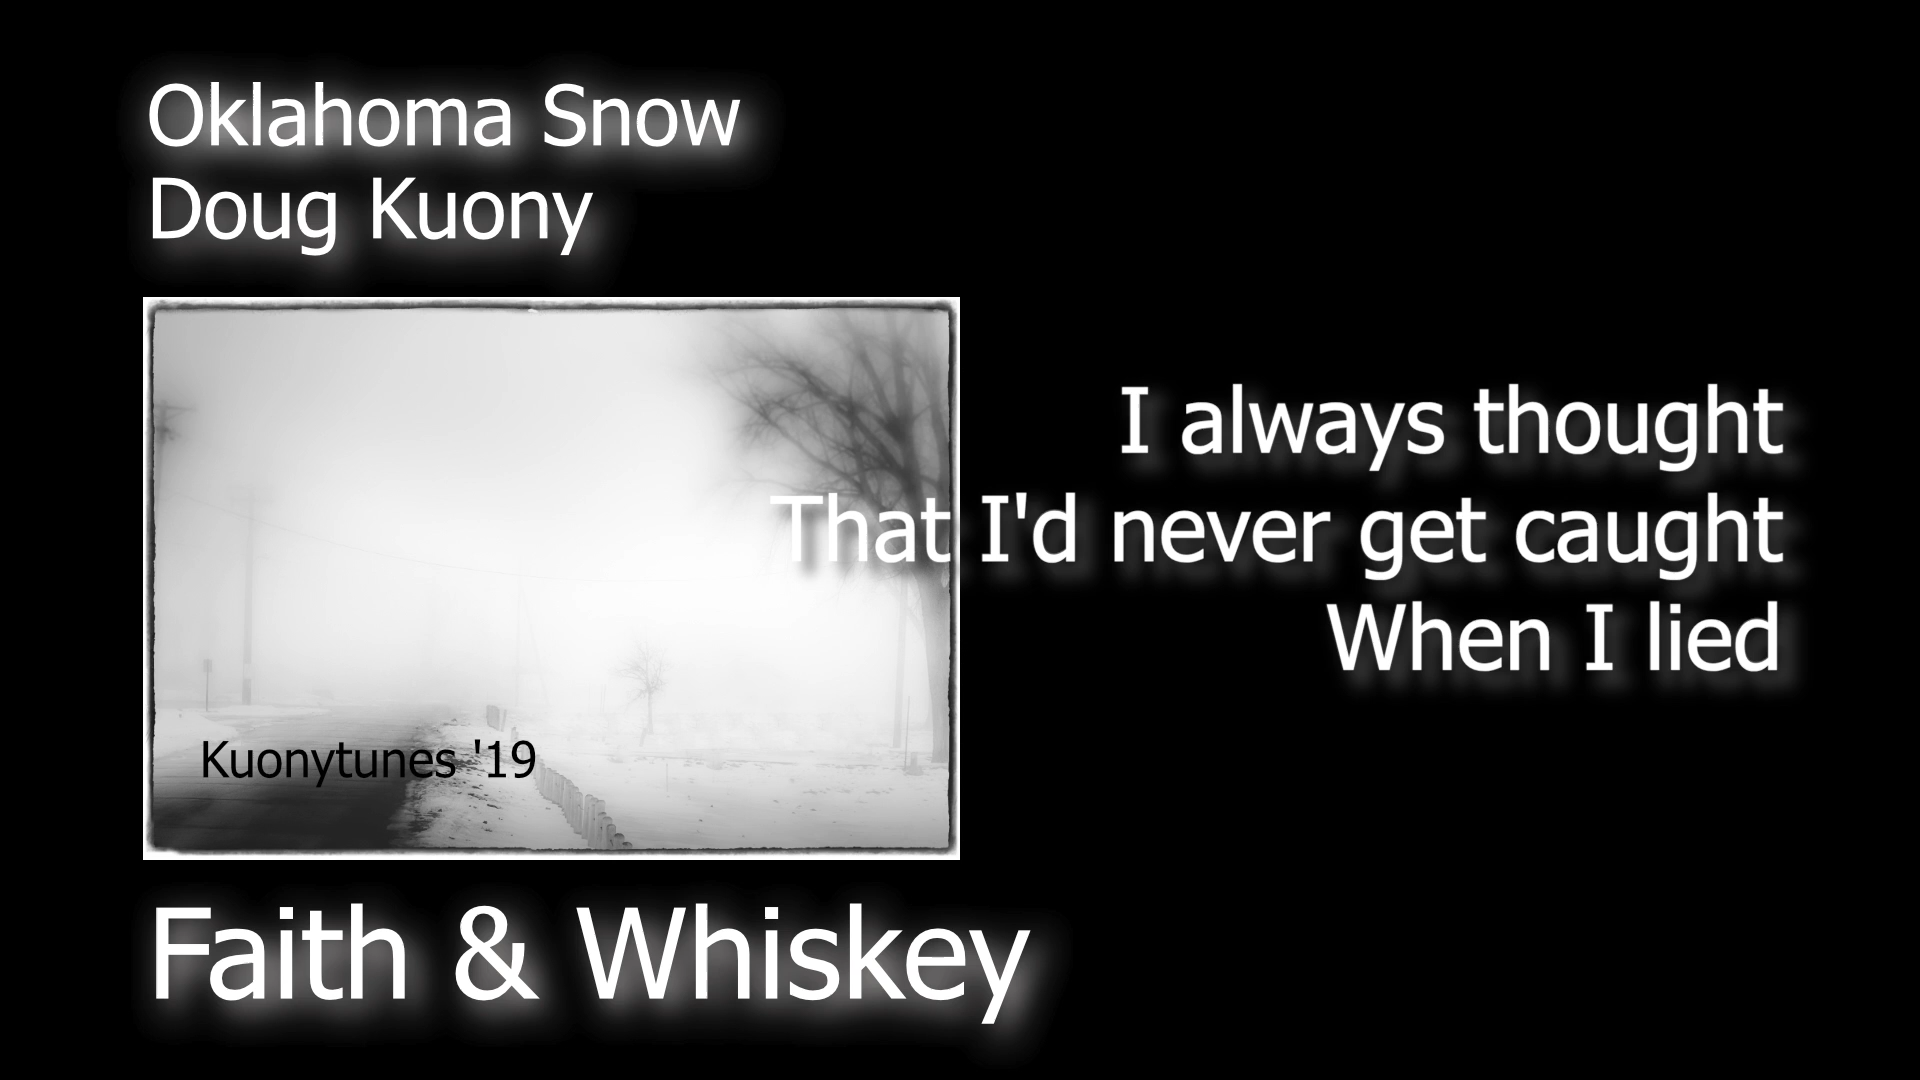 Oklahoma Snow
Doug Kuony
I always thought
That I'd never get caught
When I lied
Kuonytunes '19
Faith & Whiskey